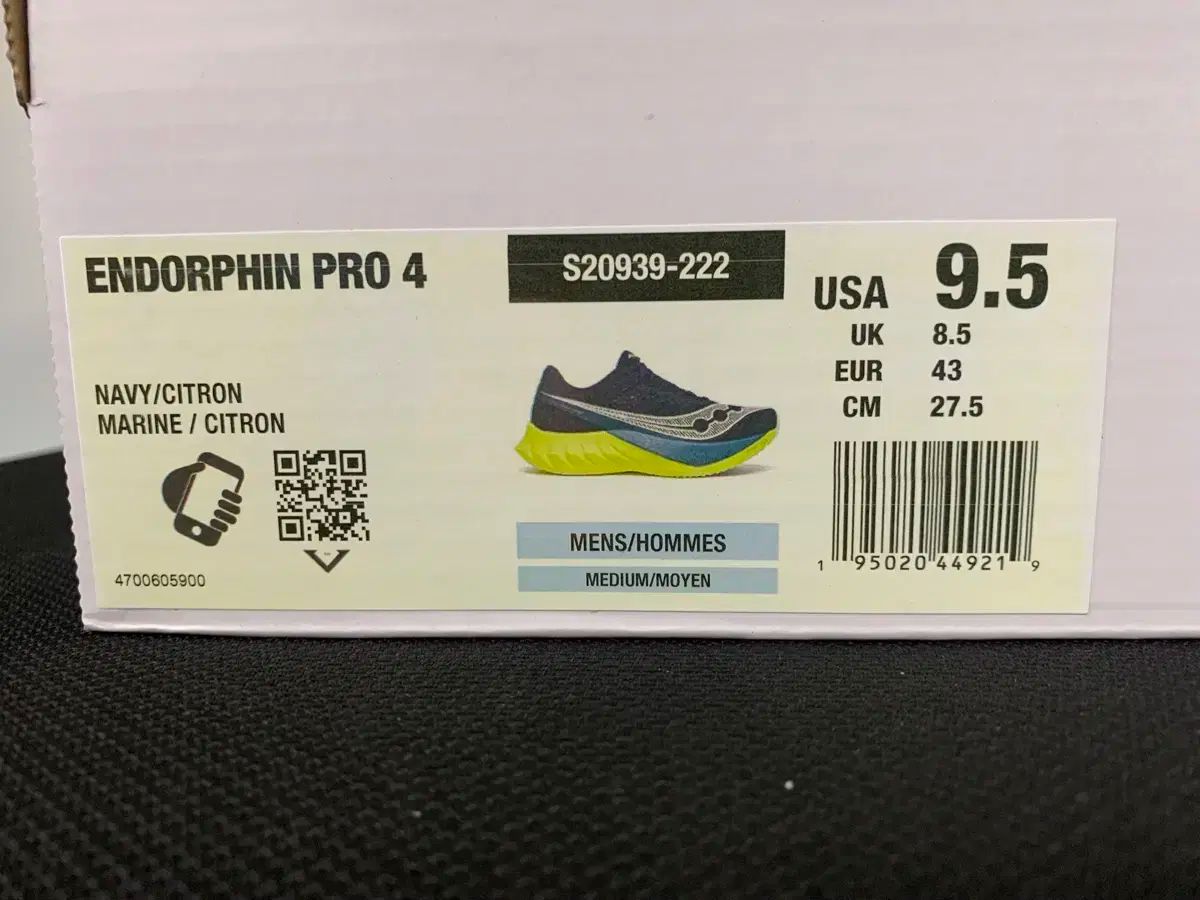 ENDORPHIN PRO 4
NAVY/CITRON
MARINE / CITRON
4700605900
S20939-222
MENS/HOMMES
MEDIUM/MOYEN
USA 9.5
UK 8.5
EUR 43
CM 27.5
1 95020 44921 9